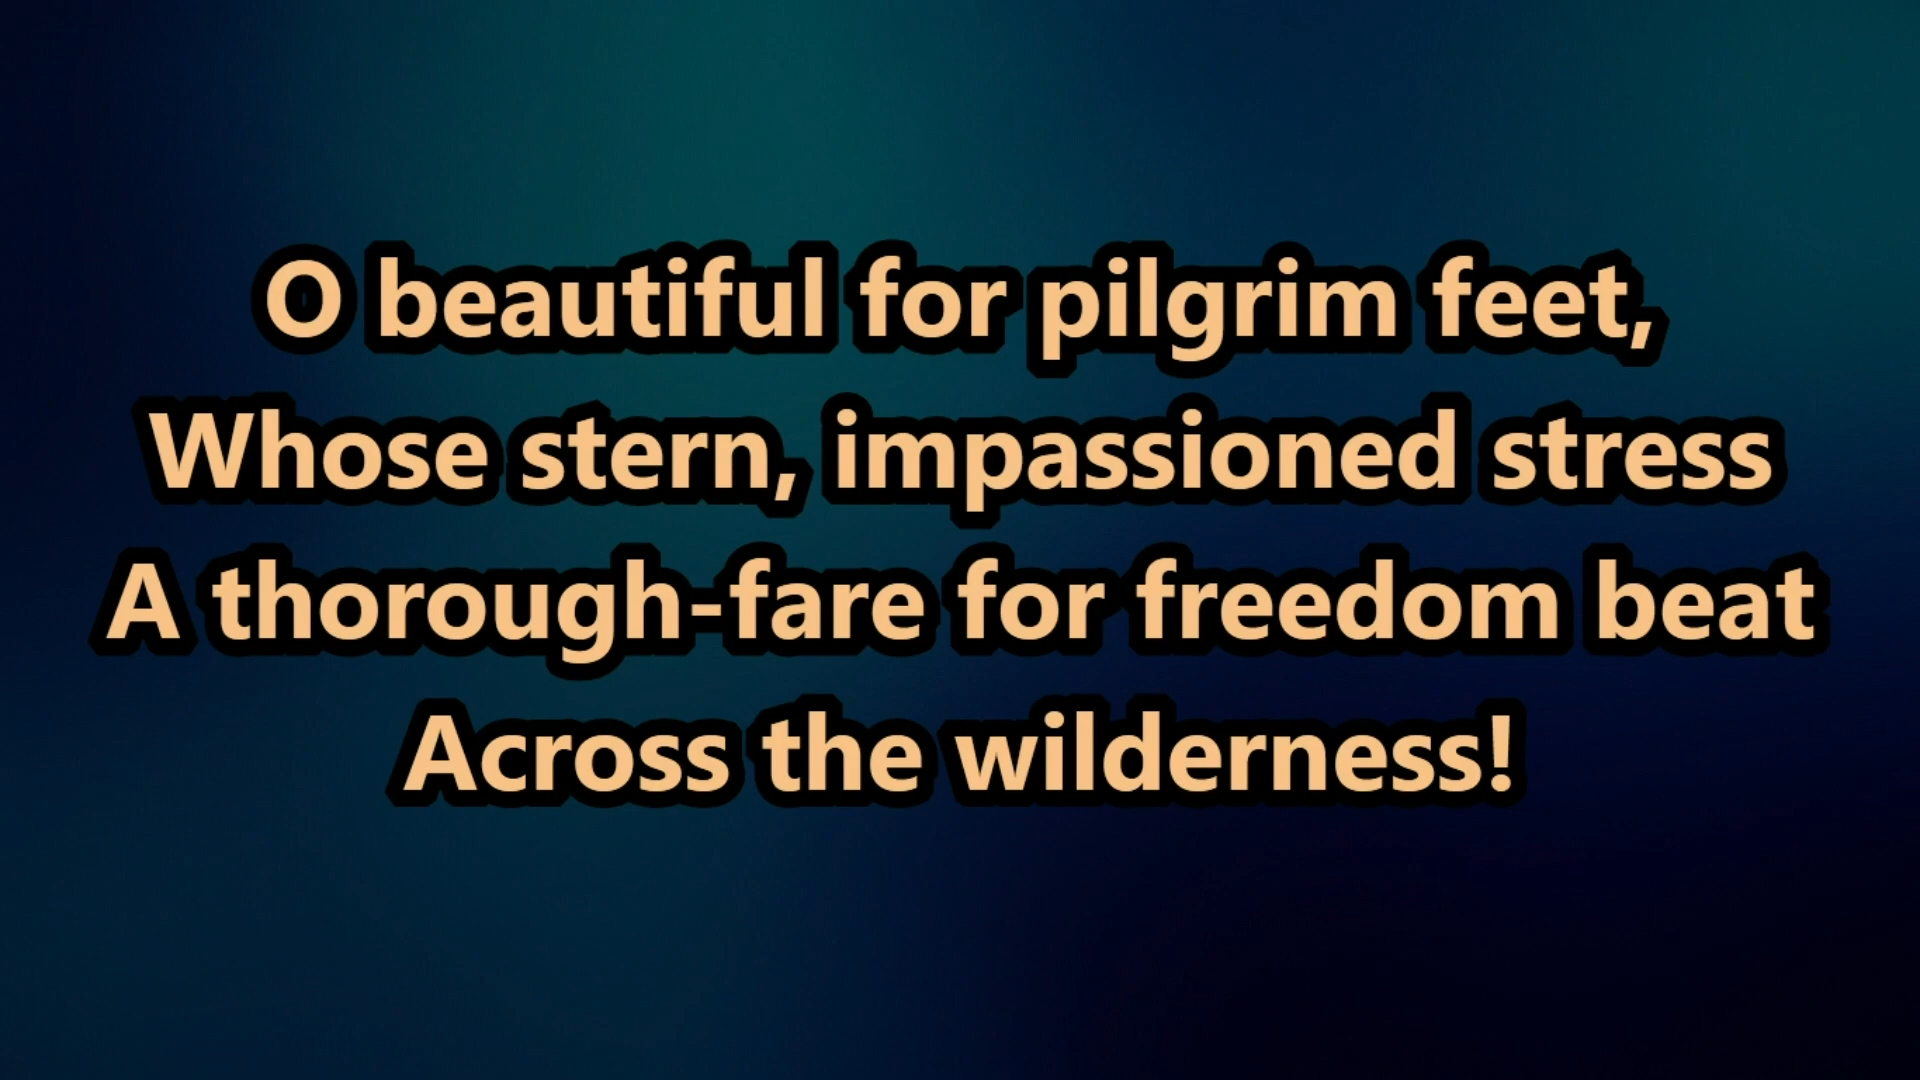 O beautiful for pilgrim feet,
Whose stern, impassioned stress
A thorough-fare for freedom beat
Across the wilderness!